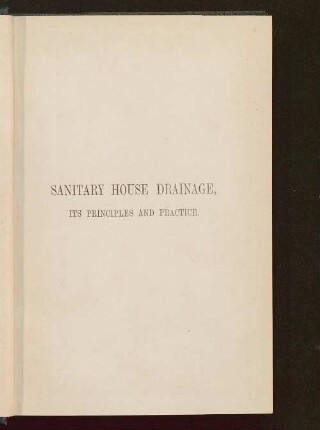 SANITARY HOUSE DRAINAGE,
ITS PRINCIPLES AND PRACTICE.